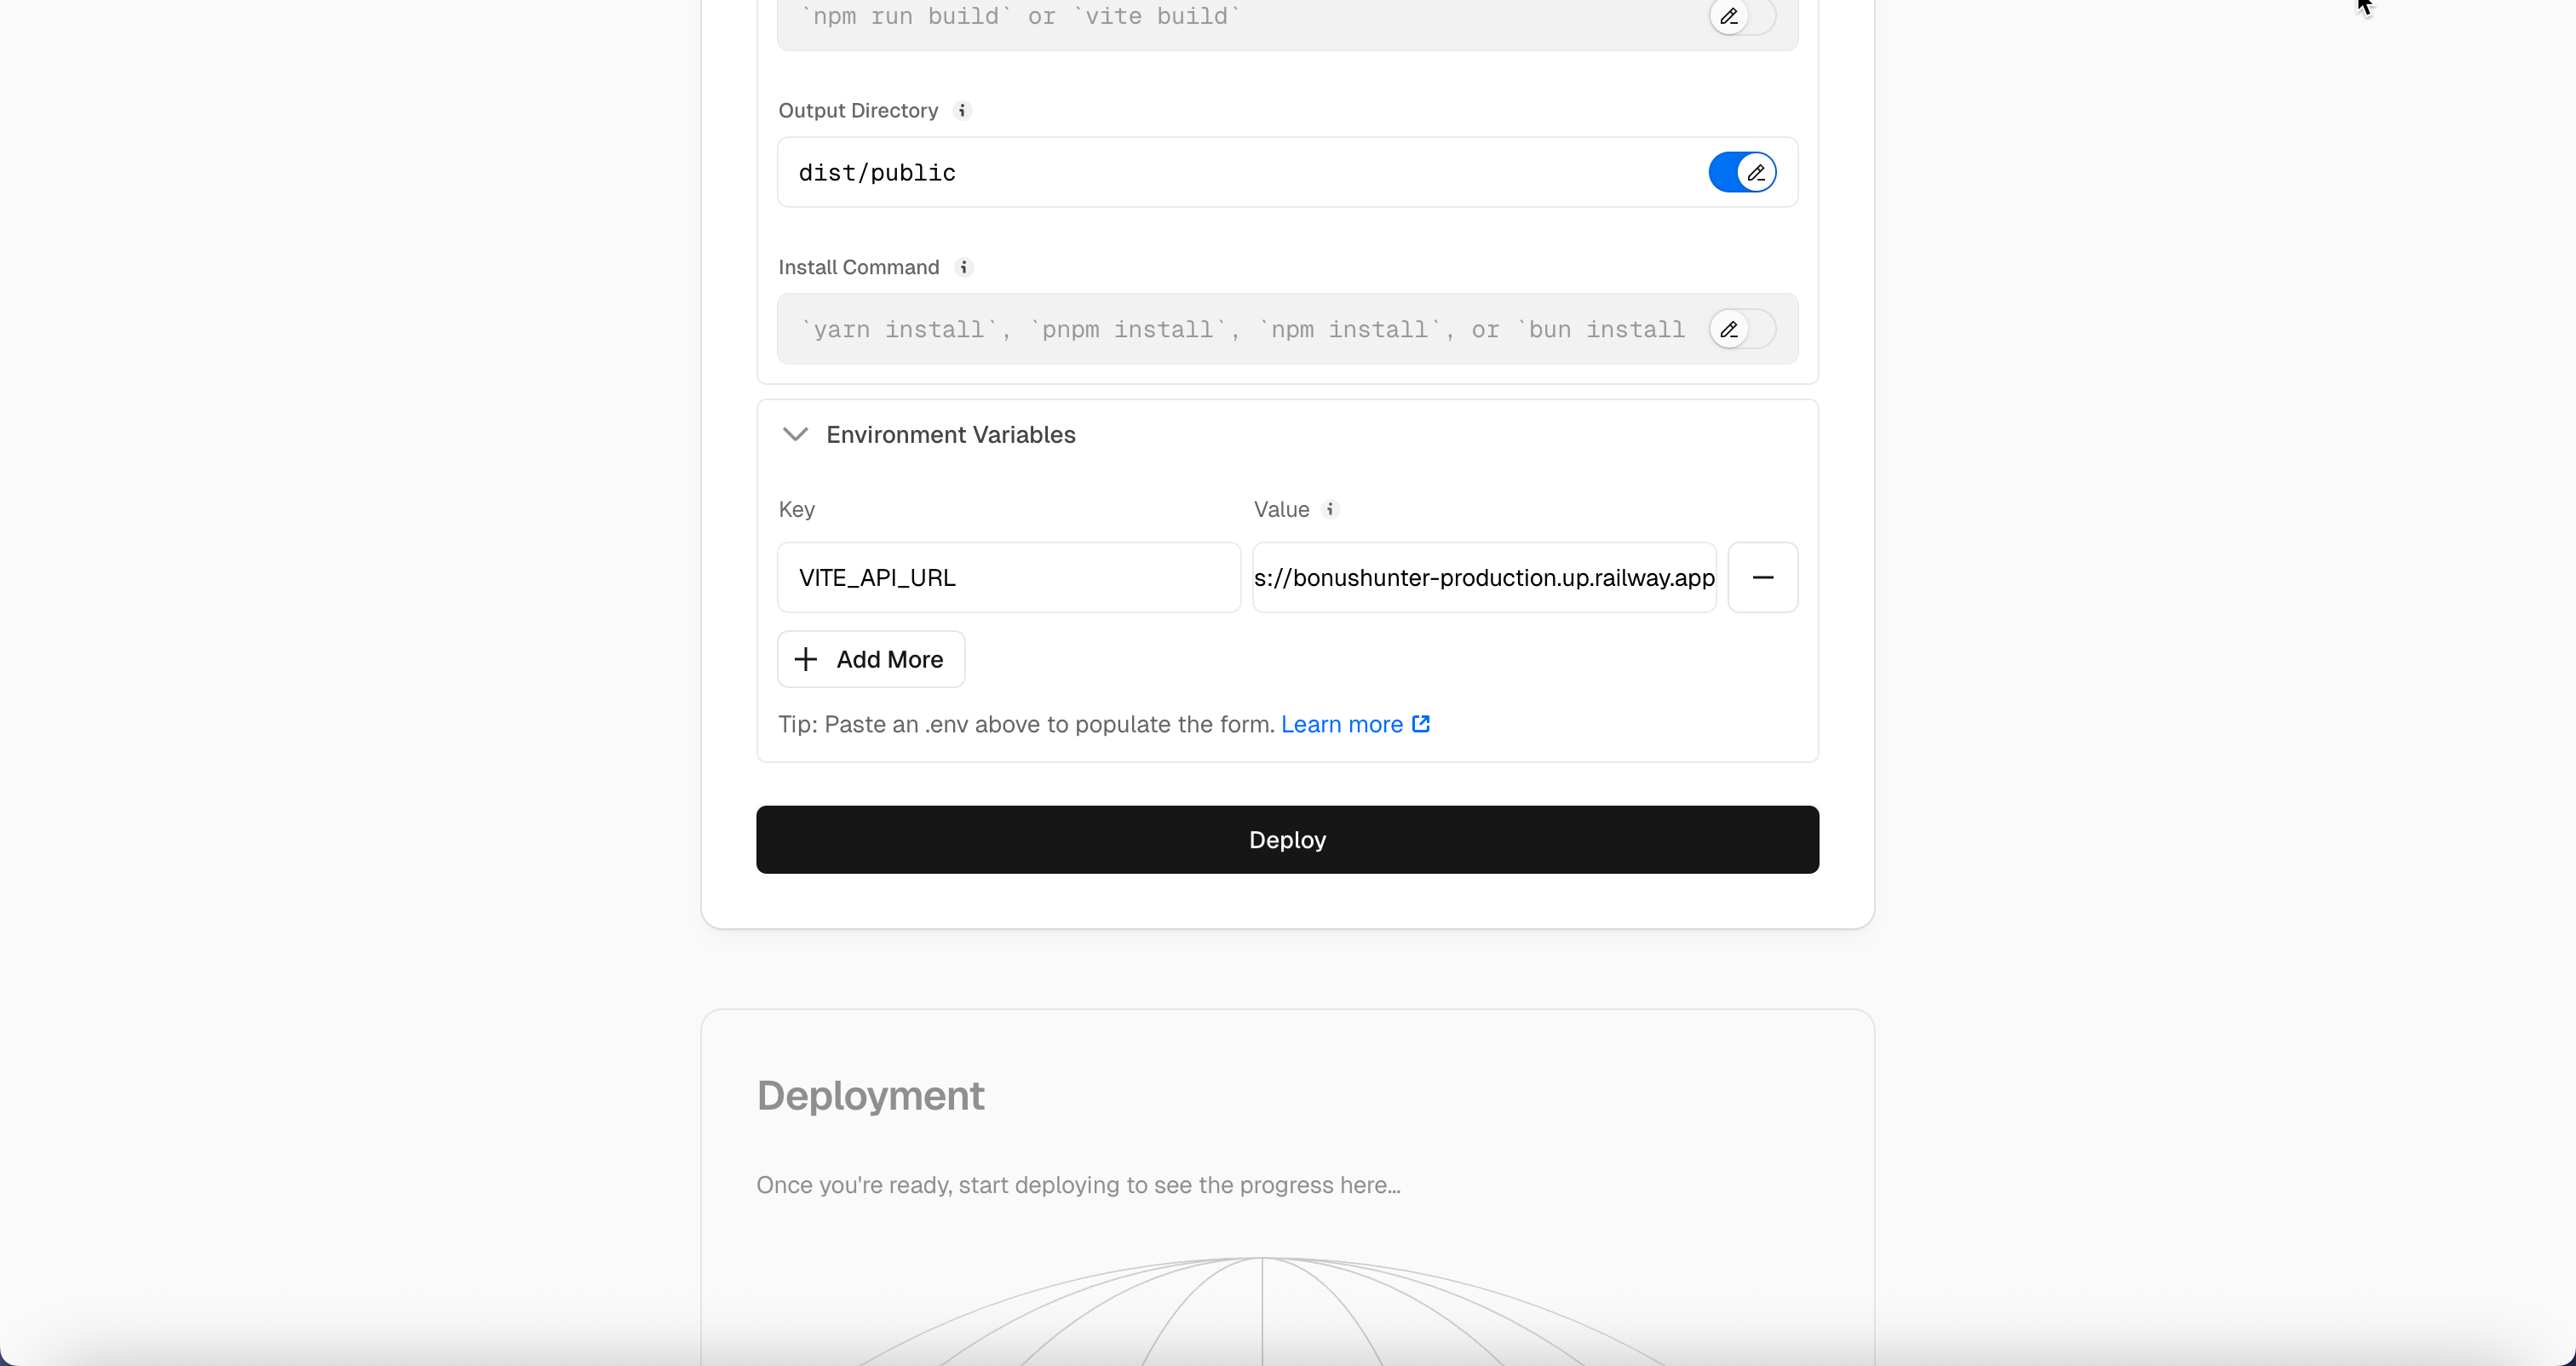 `npm run build` or `vite build`
Output Directory
dist/public
Install Command
`yarn install`, `pnpm install`, `npm install`, or `bun install
Environment Variables
Key
Value
VITE_API_URL
s://bonushunter-production.up.railway.app
Add More
Tip: Paste an .env above to populate the form. Learn more
Deploy
Deployment
Once you're ready, start deploying to see the progress here...